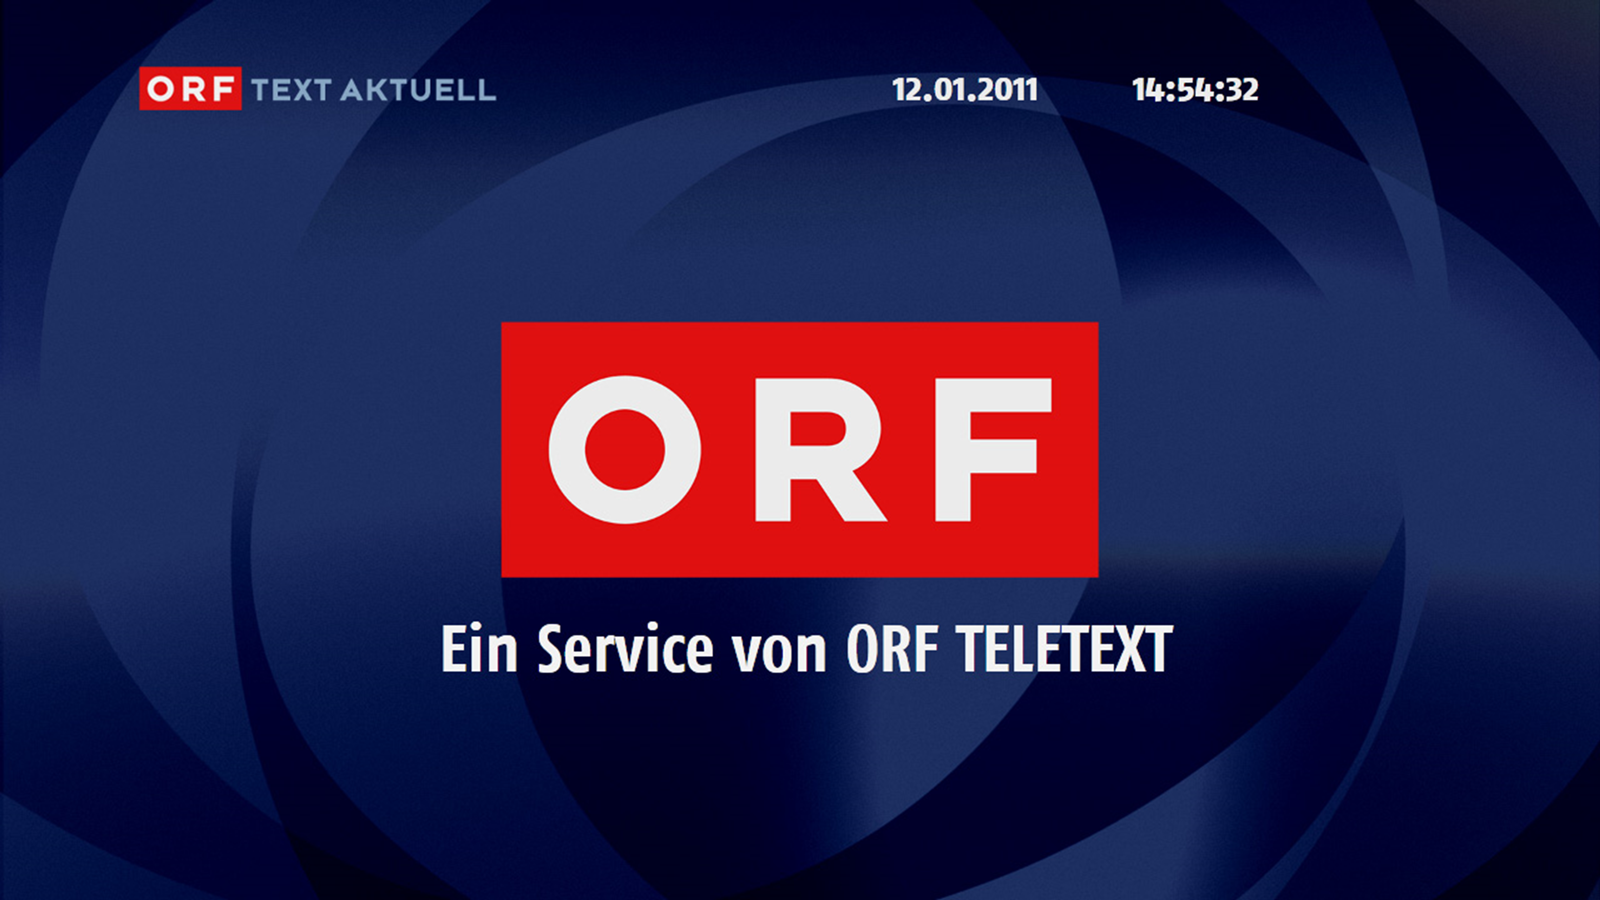 ORF TEXT AKTUELL 12.01.2011 14:54:32
ORF
Ein Service von ORF TELETEXT